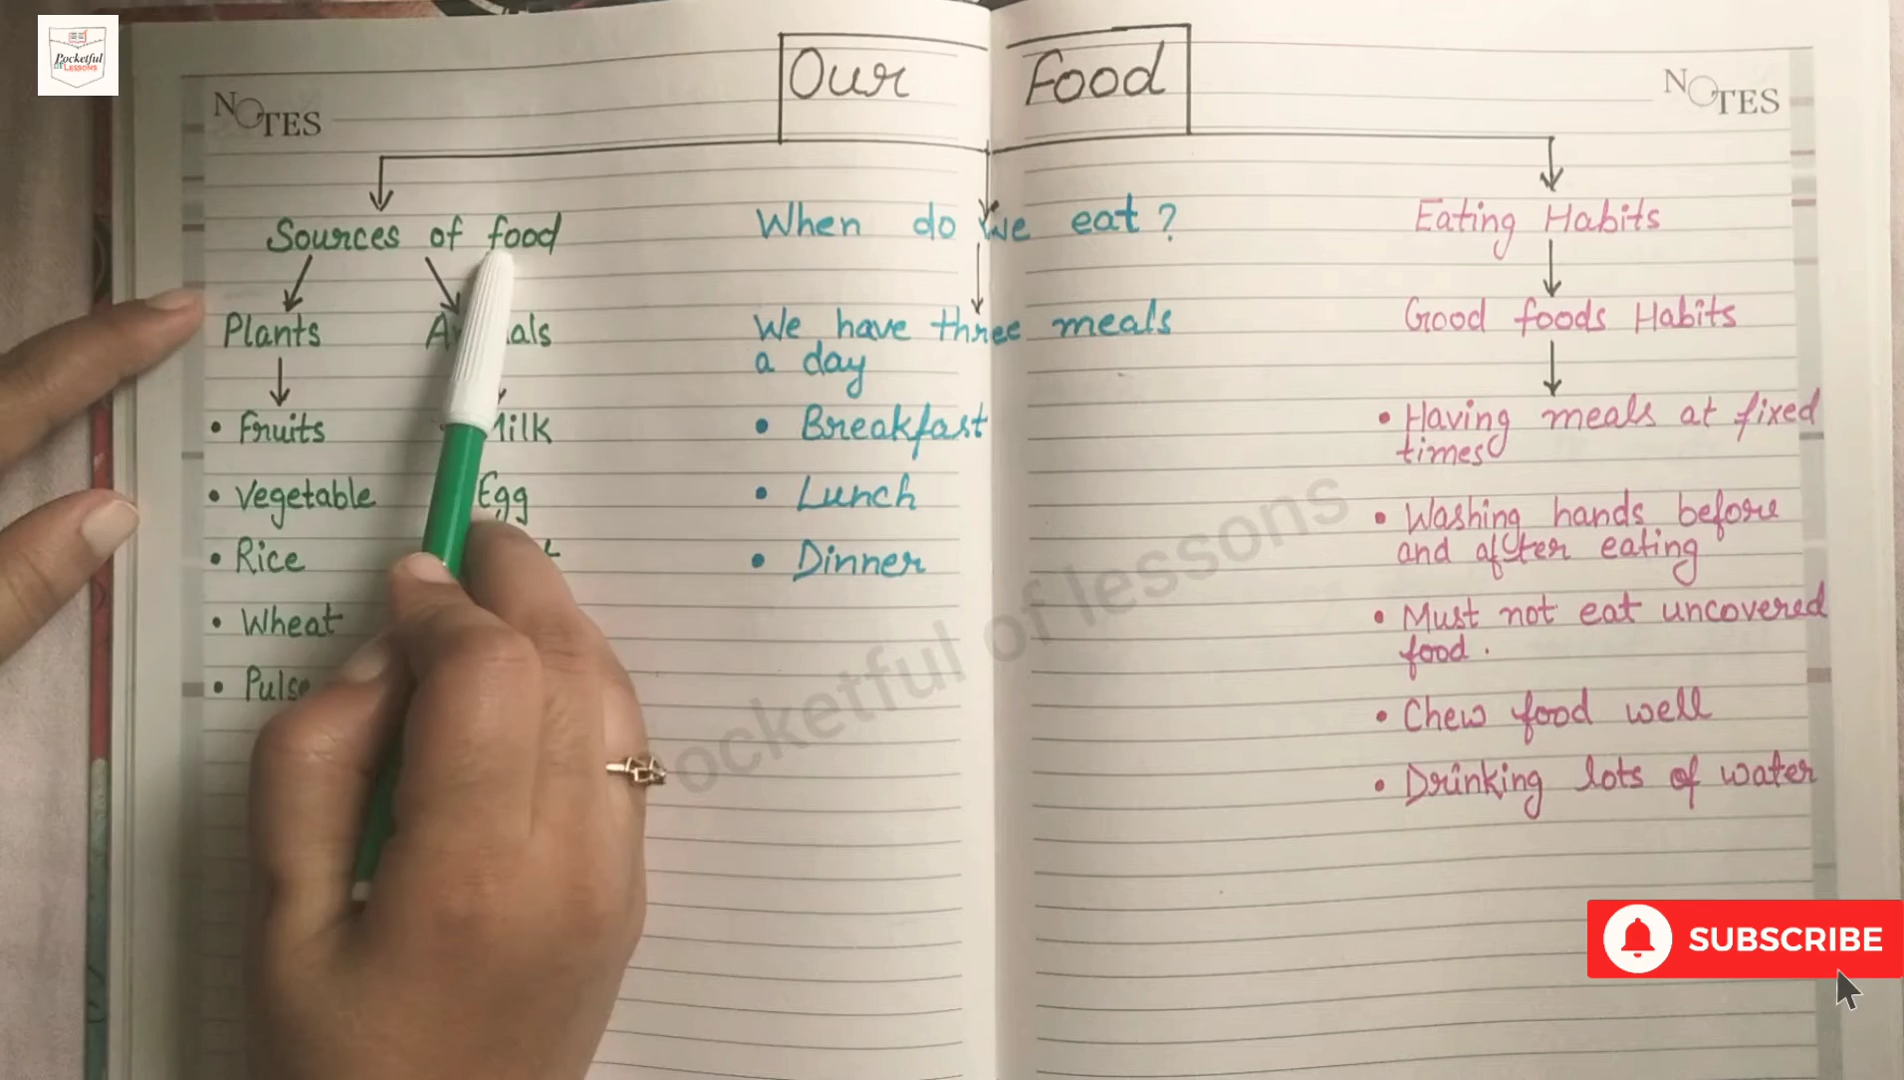 Pocketful
of LESSONS
Our Food
NOTES
NOTES
Sources of food
Plants
• Fruits
• Vegetable
• Rice
• Wheat
Milk
Egg
When do we eat?
We have three meals
a day
• Breakfast
• Lunch
• Dinner
Eating Habits
Good foods Habits
• Having meals at fixed
times
• Washing hands before
and after eating
• Must not eat uncovered
food.
• Chew food well
• Drinking lots of water
ocketful of lessons
SUBSCRIBE